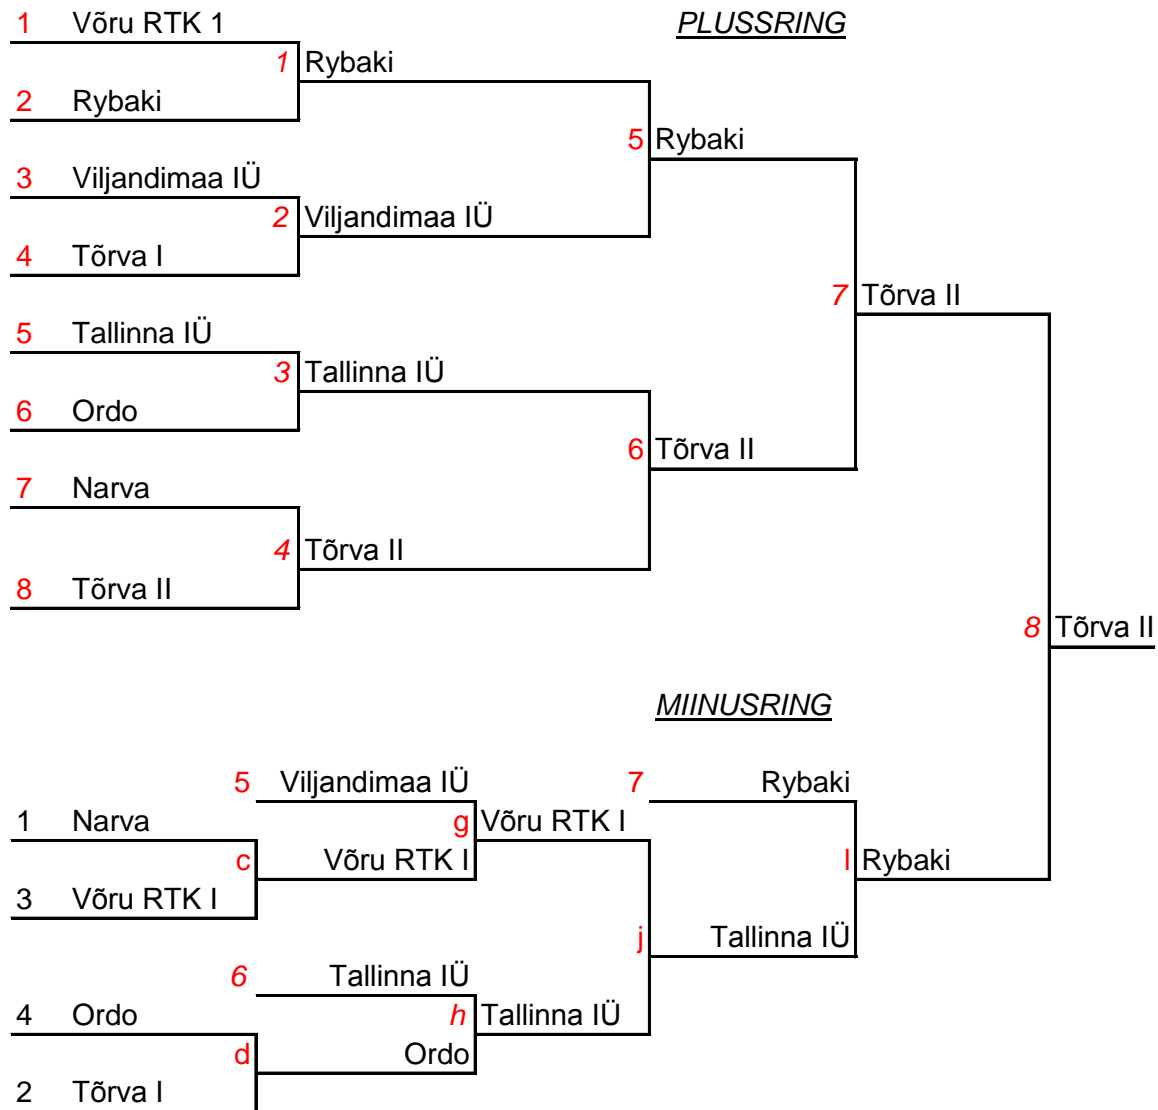 1 Võru RTK 1 PLUSSRING
1 Rybaki
2 Rybaki
5 Rybaki
3 Viljandimaa IÜ
2 Viljandimaa IÜ
4 Tõrva I
7 Tõrva II
5 Tallinna IÜ
3 Tallinna IÜ
6 Ordo
6 Tõrva II
7 Narva
4 Tõrva II
8 Tõrva II
8 Tõrva II
MIINUSRING
5 Viljandimaa IÜ 7 Rybaki
1 Narva g Võru RTK I
c Võru RTK I l Rybaki
3 Võru RTK I
j Tallinna IÜ
6 Tallinna IÜ
4 Ordo h Tallinna IÜ
d Ordo
2 Tõrva I